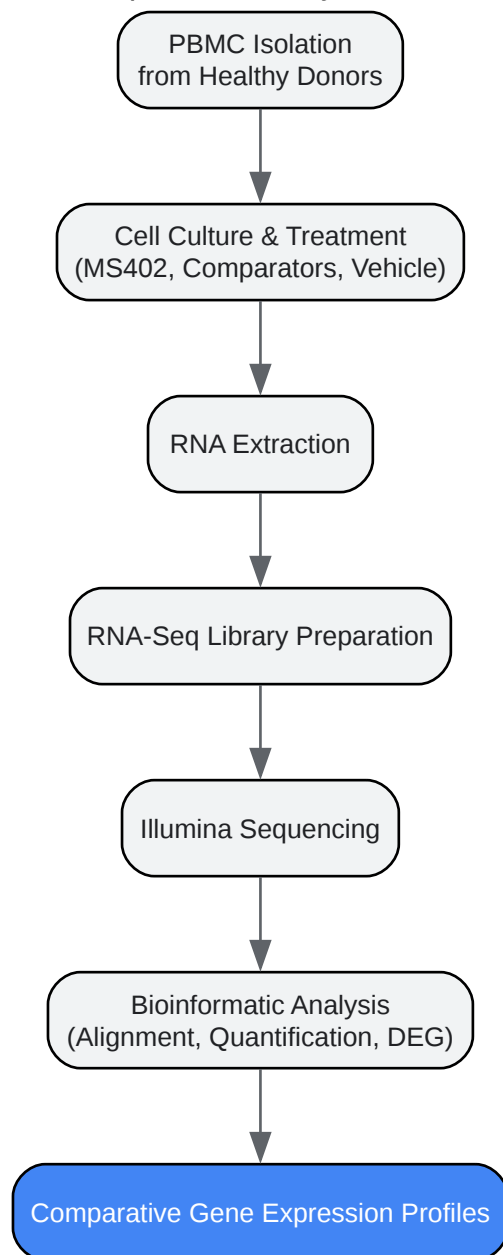 PBMC Isolation
from Healthy Donors
Cell Culture & Treatment
(MS402, Comparators, Vehicle)
RNA Extraction
RNA-Seq Library Preparation
Illumina Sequencing
Bioinformatic Analysis
(Alignment, Quantification, DEG)
Comparative Gene Expression Profiles